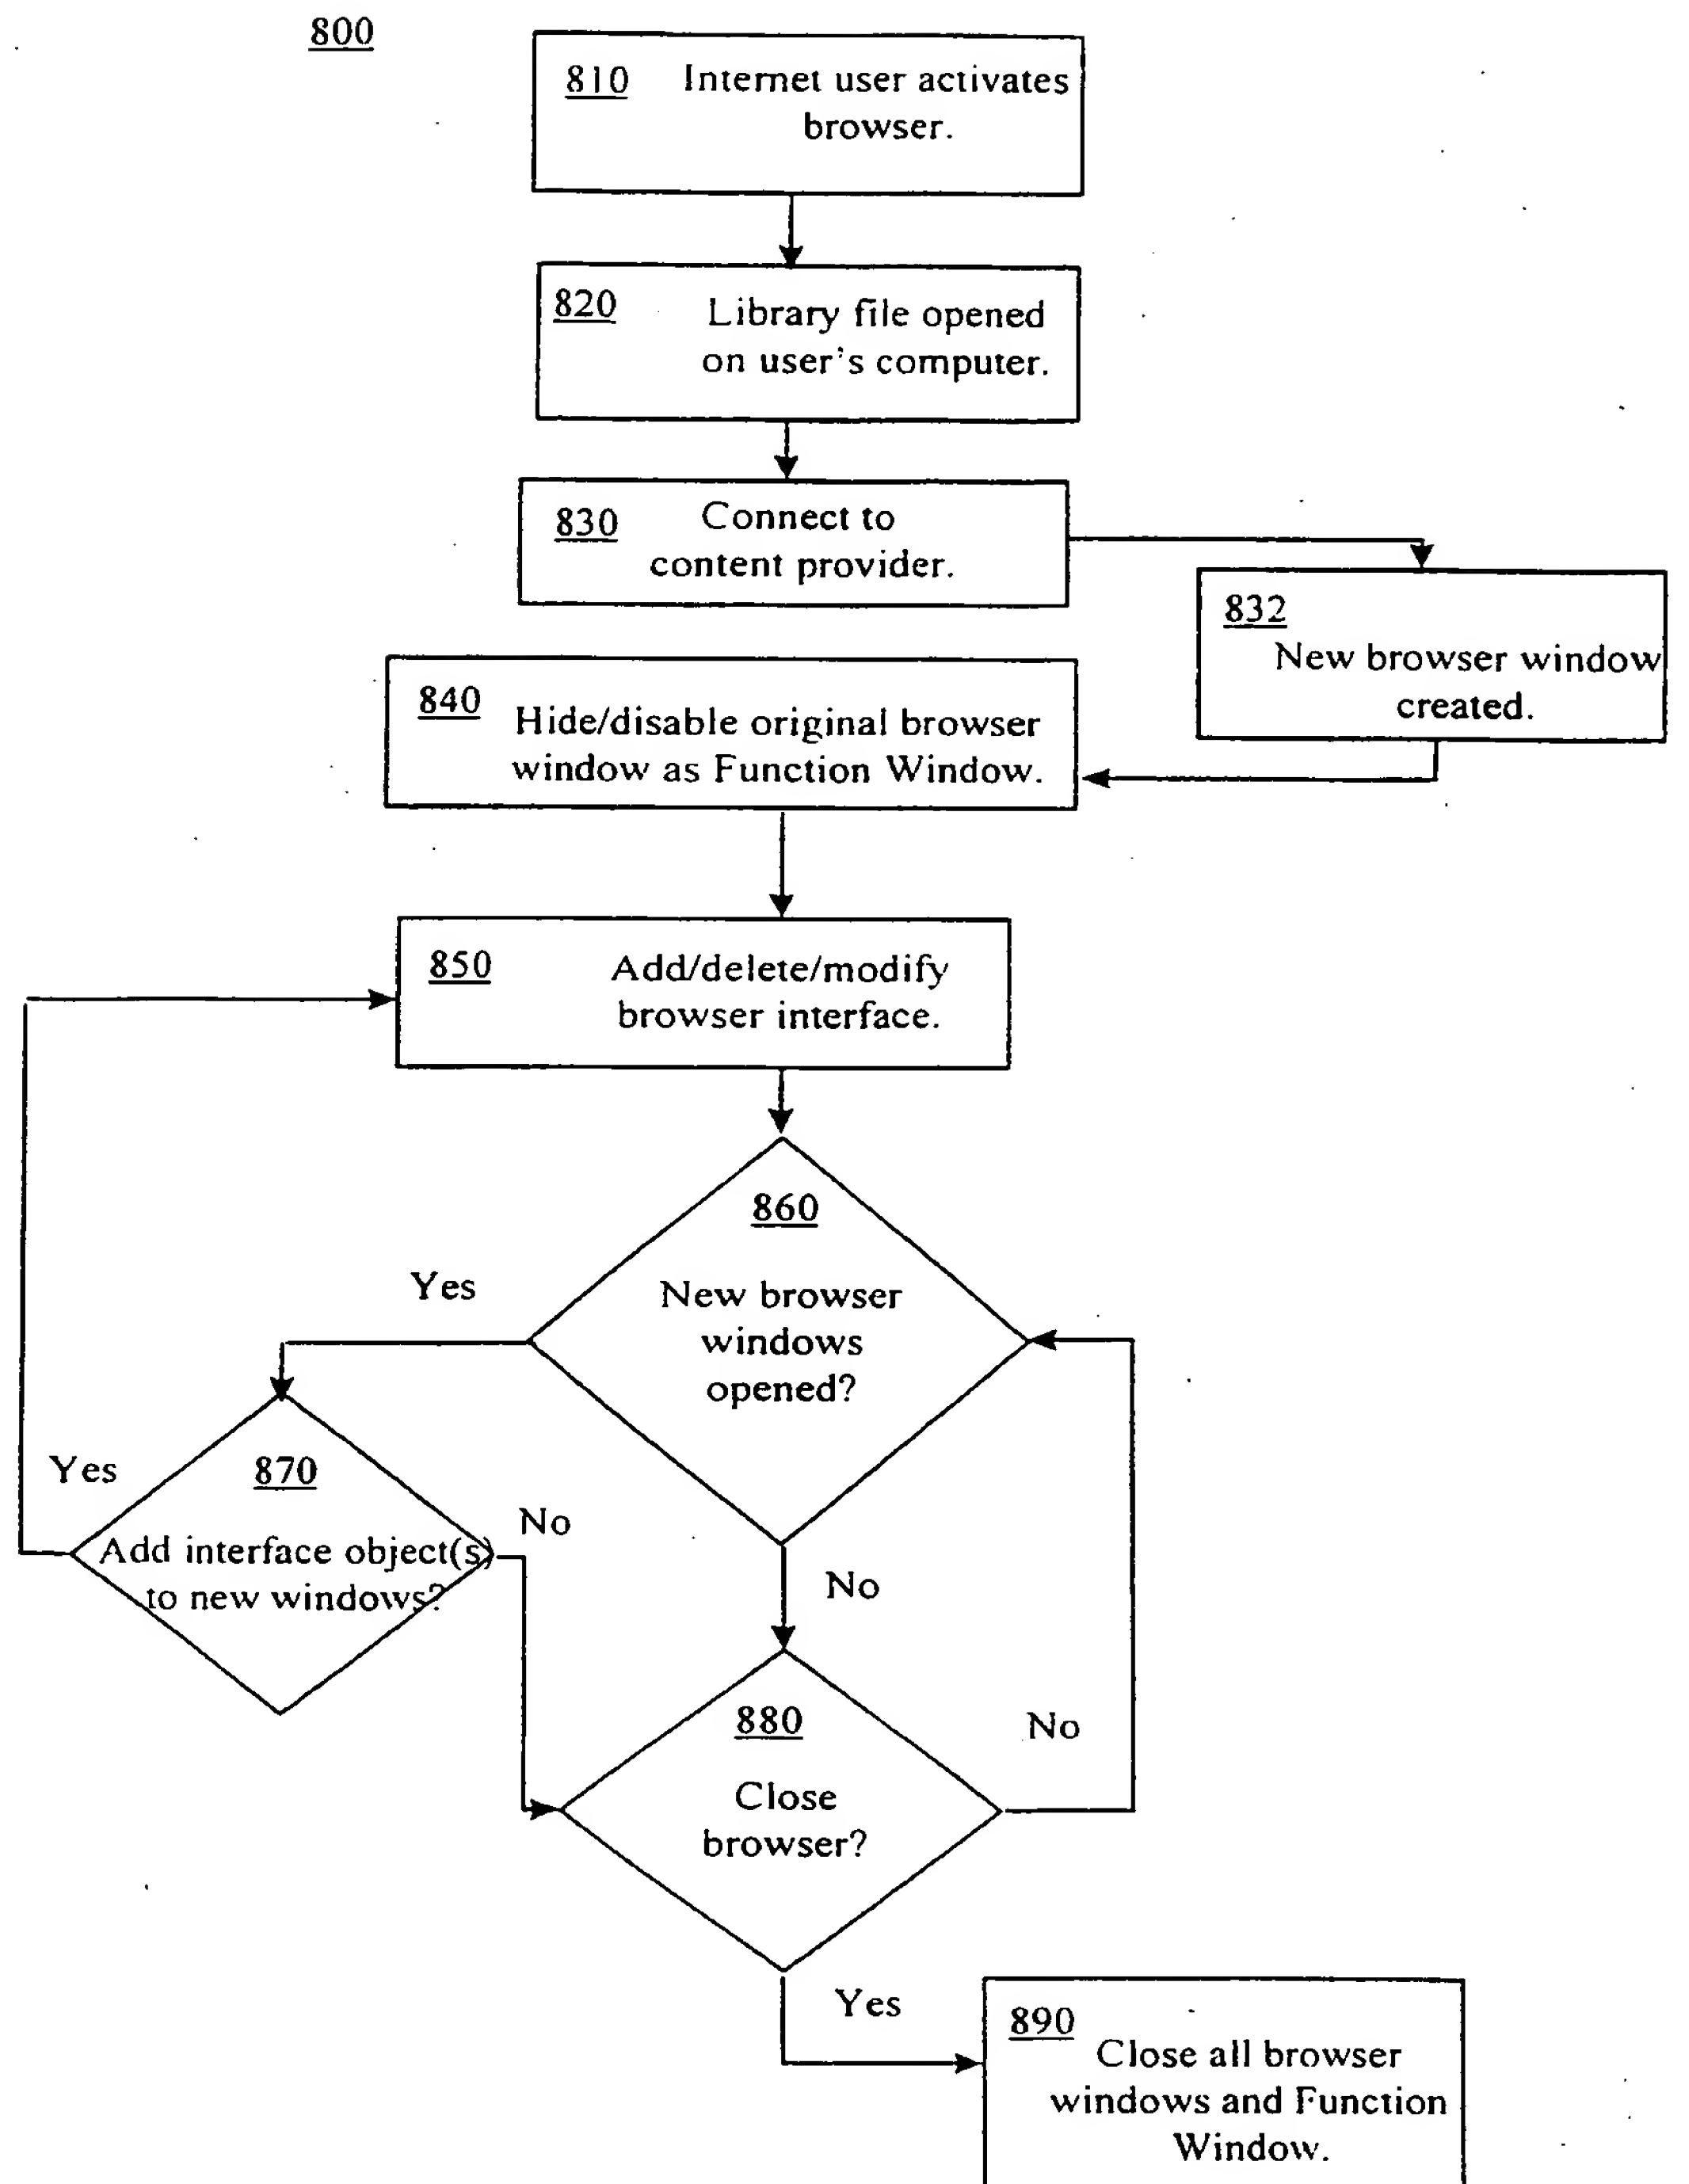 800
810 Internet user activates
browser.
820 Library file opened
on user's computer.
830 Connect to
content provider.
832
New browser window
created.
840 Hide/disable original browser
window as Function Window.
850 Add/delete/modify
browser interface.
860
New browser
windows
opened?
Yes
No
870
Add interface object(s)
to new windows?
Yes
No
880
Close
browser?
No
Yes
890
Close all browser
windows and Function
Window.